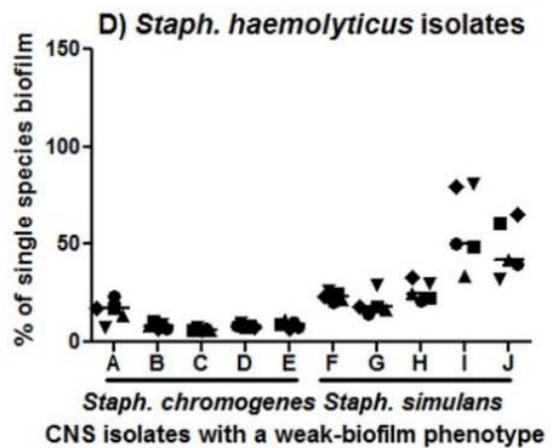 D) Staph. haemolyticus isolates
% of single species biofilm
150
100
50
0
A B C D E F G H I J
Staph. chromogenes Staph. simulans
CNS isolates with a weak-biofilm phenotype